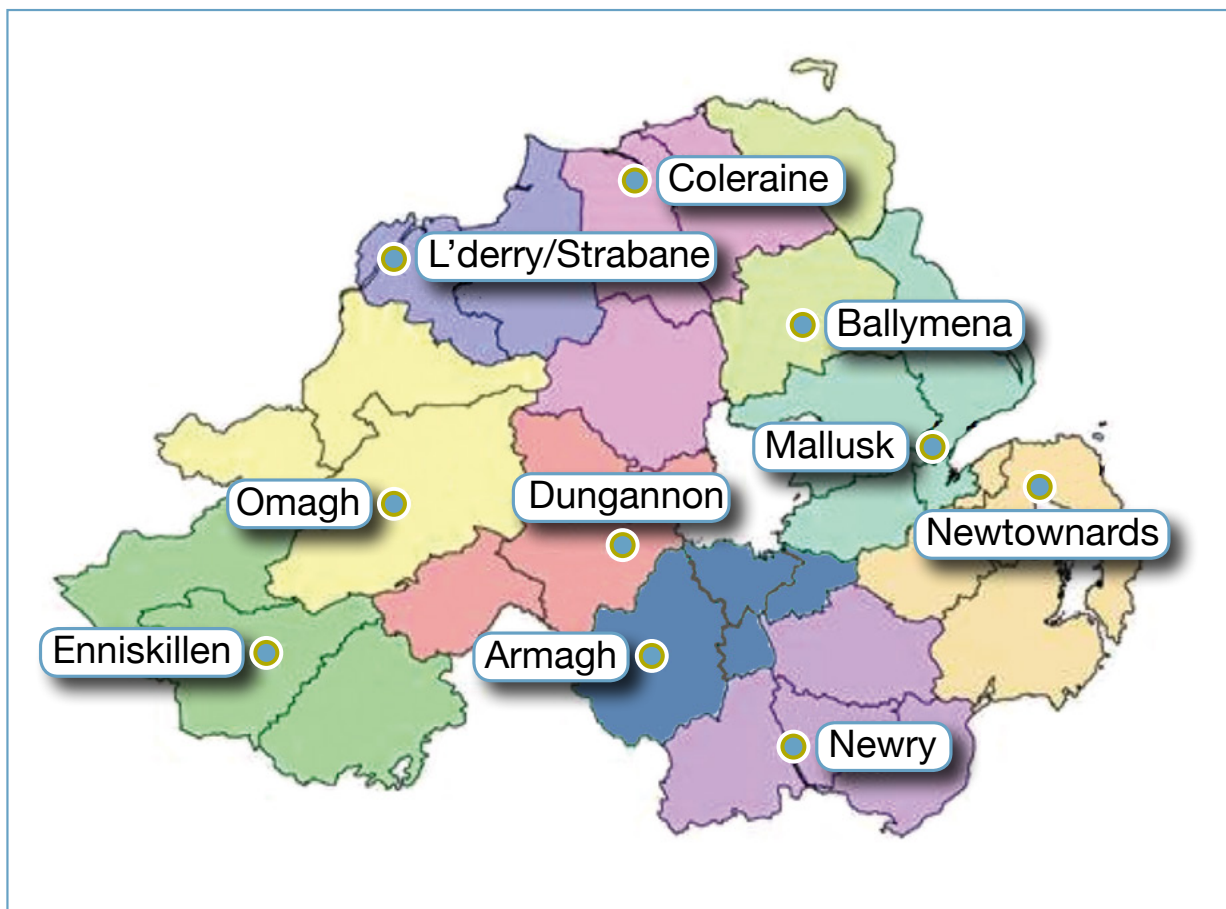 Coleraine
L'derry/Strabane
Ballymena
Mallusk
Omagh
Dungannon
Newtownards
Enniskillen
Armagh
Newry